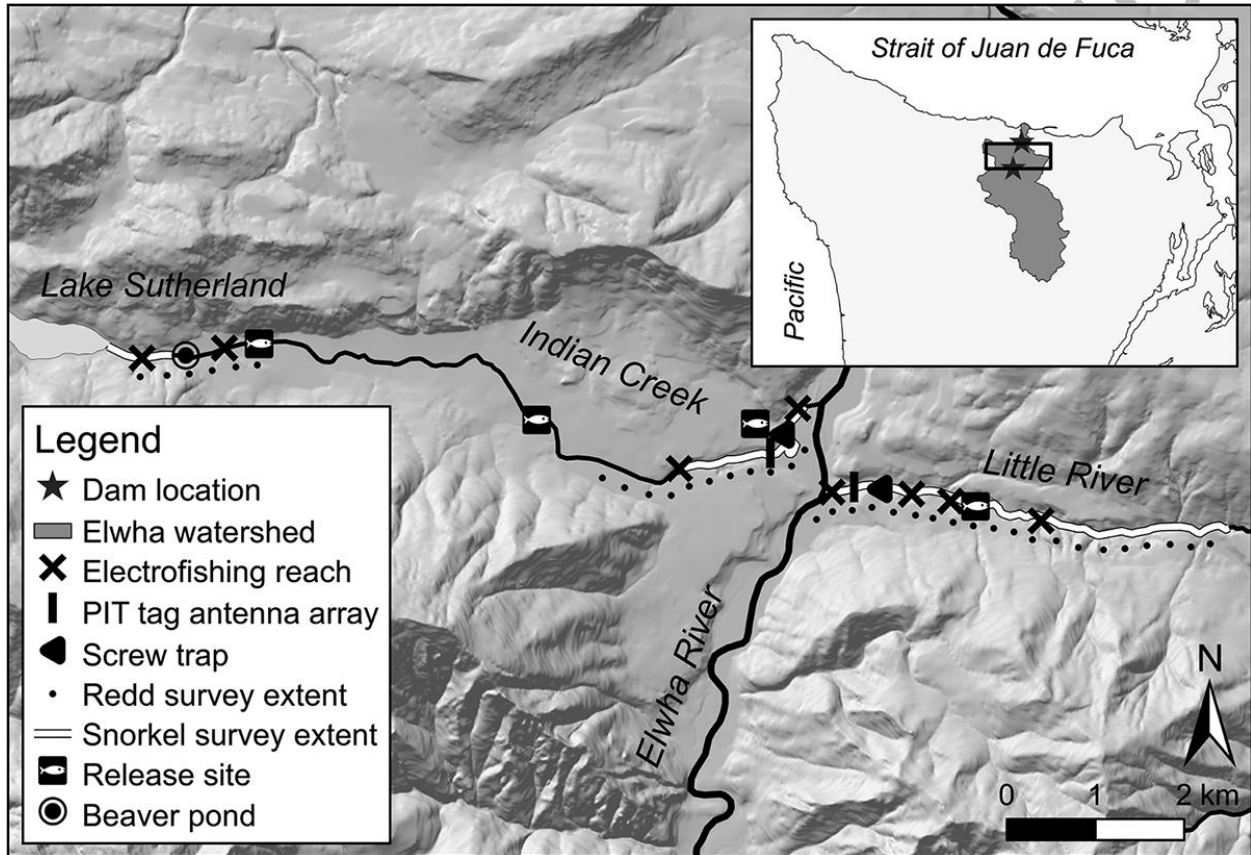 Strait of Juan de Fuca
Pacific
Lake Sutherland
Indian Creek
Little River
Elwha River
Legend
Dam location
Elwha watershed
Electrofishing reach
PIT tag antenna array
Screw trap
Redd survey extent
Snorkel survey extent
Release site
Beaver pond
N
0 1 2 km